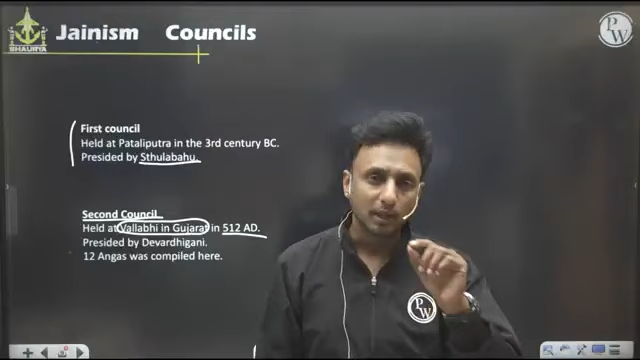 SHAURYA
Jainism Councils
PW
First council
Held at Pataliputra in the 3rd century BC.
Presided by Sthulabahu.
Second Council
Held at Vallabhi in Gujarat in 512 AD.
Presided by Devardhigani.
12 Angas was compiled here.
PW